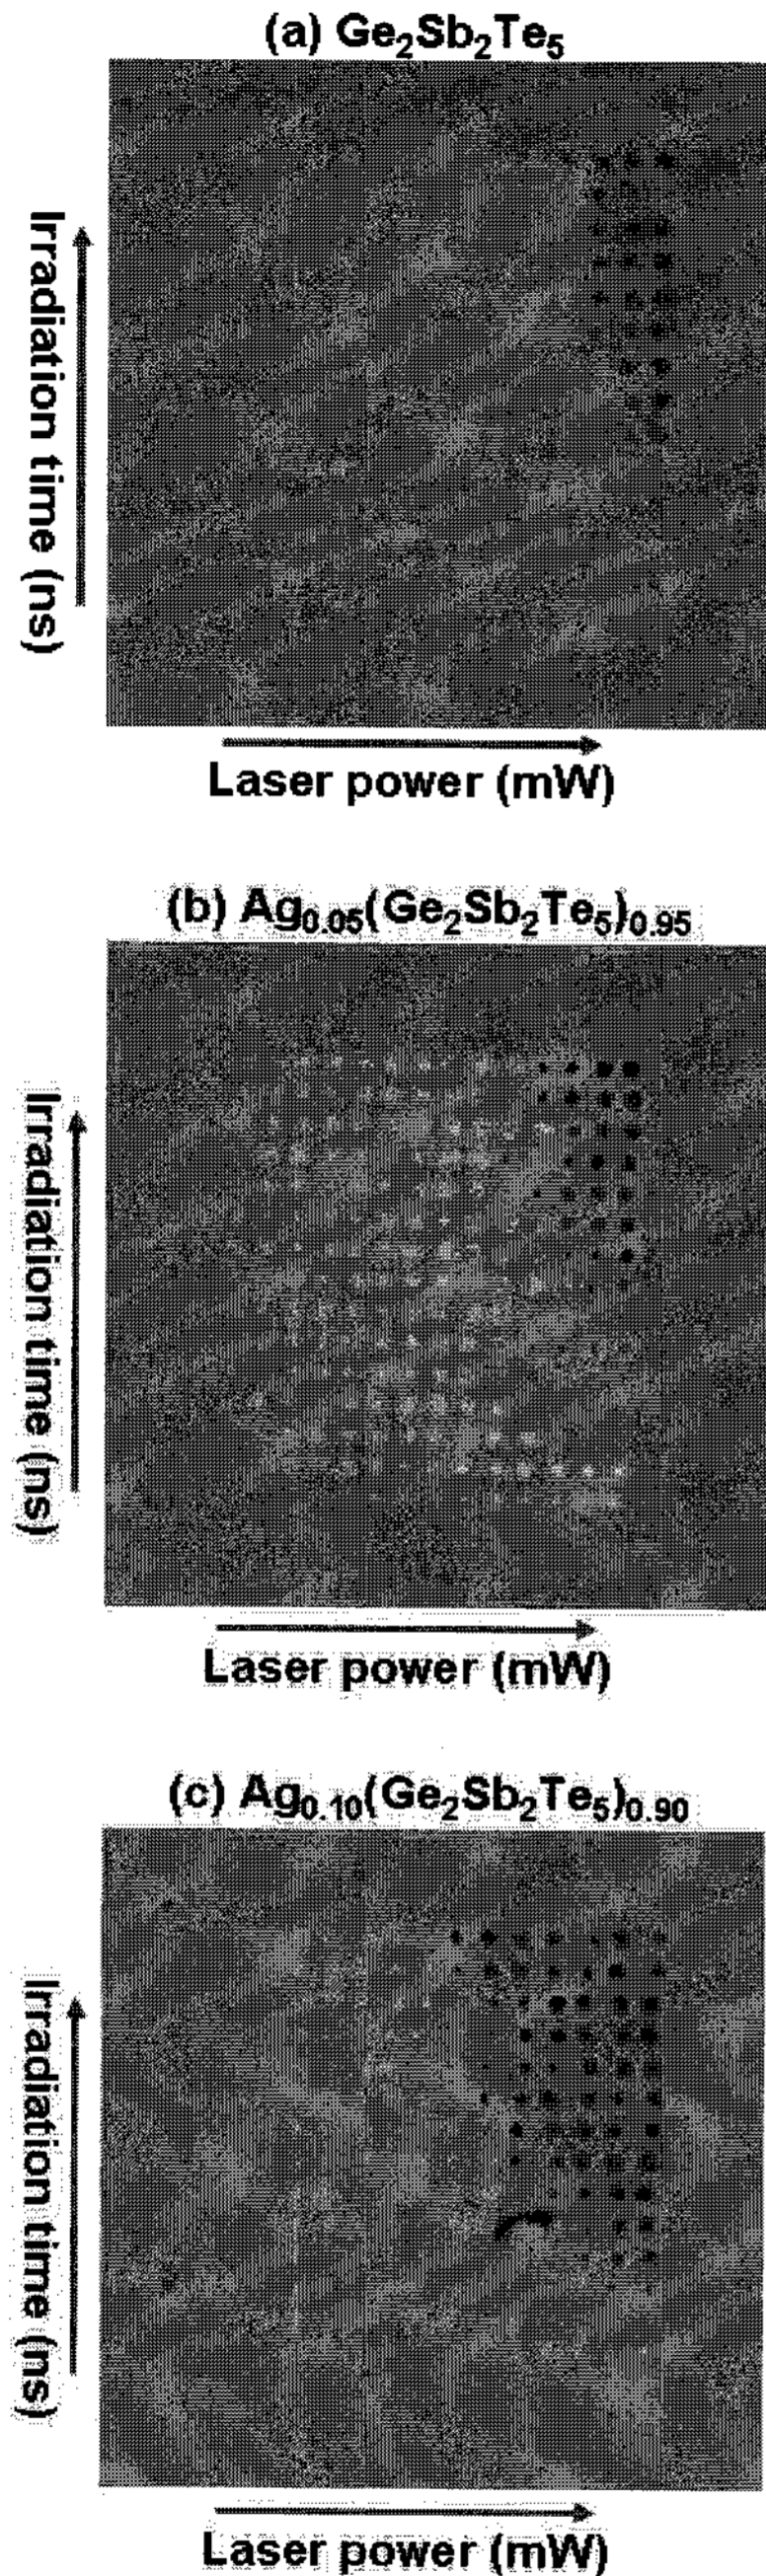 (a) Ge₂Sb₂Te₅
Irradiation time (ns)
Laser power (mW)
(b) Ag₀.₀₅(Ge₂Sb₂Te₅)₀.₉₅
Irradiation time (ns)
Laser power (mW)
(c) Ag₀.₁₀(Ge₂Sb₂Te₅)₀.₉₀
Irradiation time (ns)
Laser power (mW)